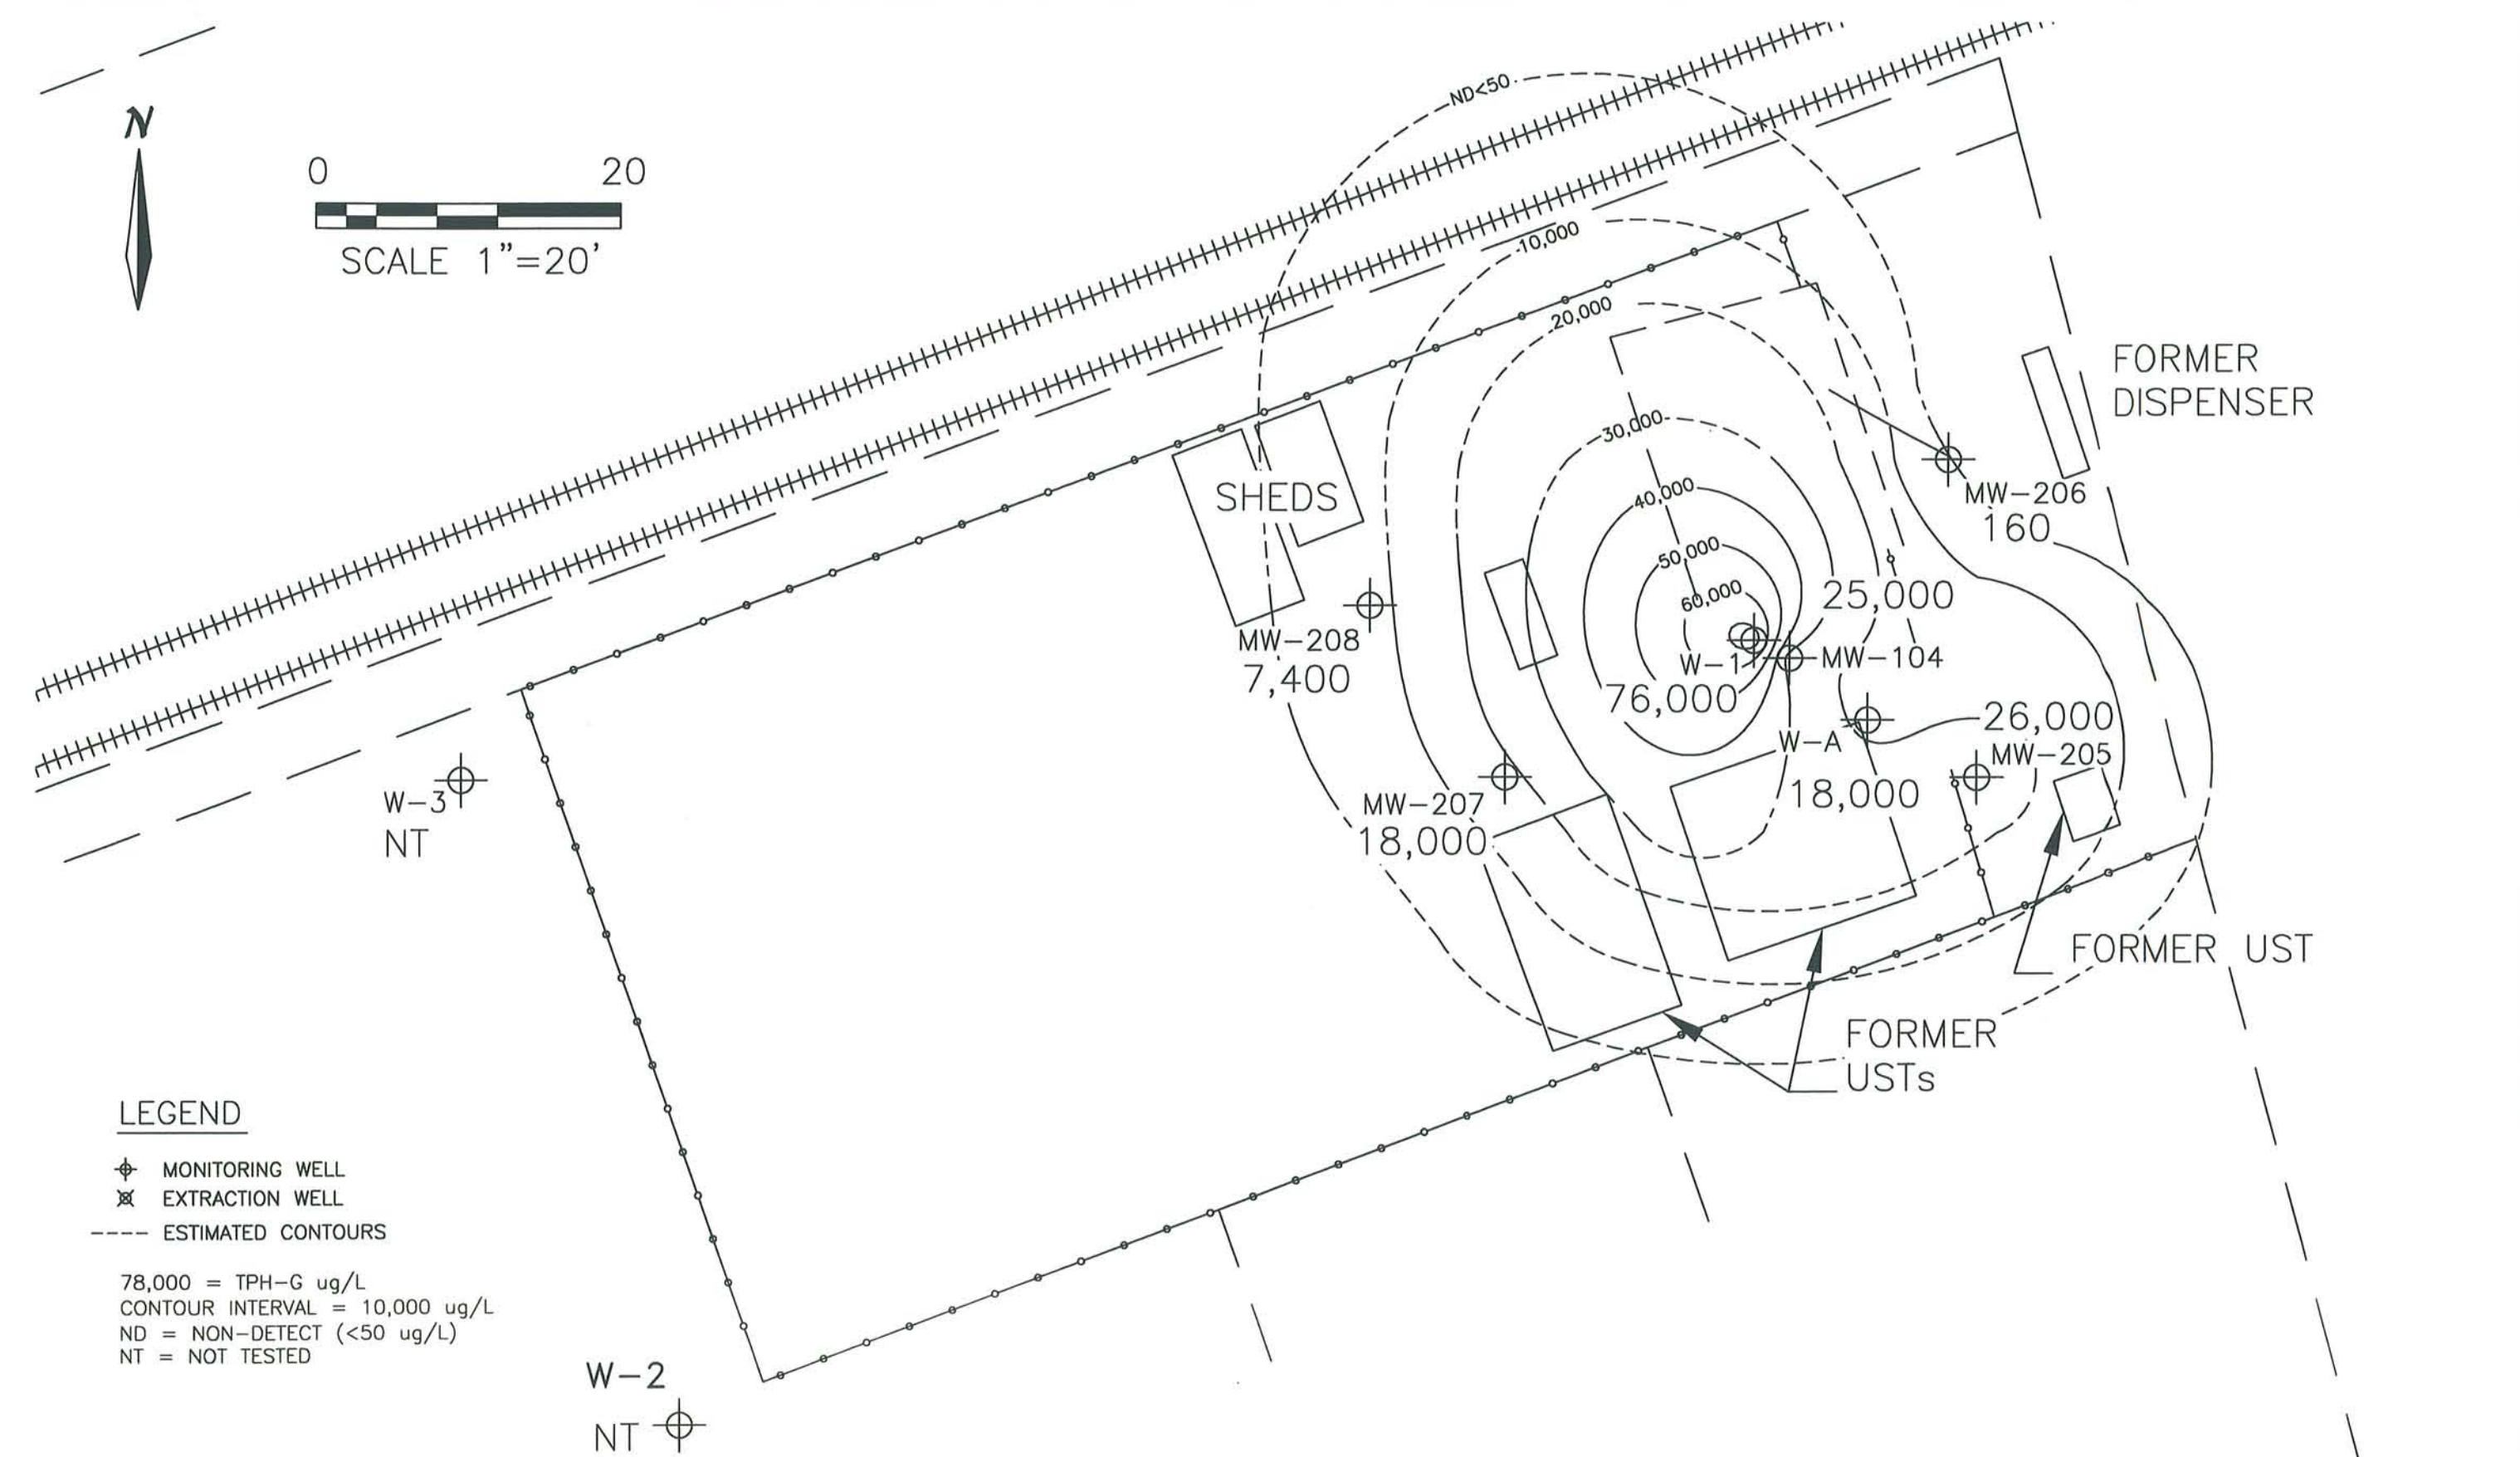 ND<50
N
0 20
SCALE 1"=20'
10,000
20,000
FORMER
DISPENSER
30,000
40,000
MW-206
160
SHEDS
50,000
60,000
25,000
MW-208
7,400
W-1
MW-104
76,000
26,000
W-A
MW-205
W-3
NT
MW-207
18,000
18,000
FORMER UST
FORMER
USTs
LEGEND
MONITORING WELL
EXTRACTION WELL
ESTIMATED CONTOURS
78,000 = TPH-G ug/L
CONTOUR INTERVAL = 10,000 ug/L
ND = NON-DETECT (<50 ug/L)
NT = NOT TESTED
W-2
NT